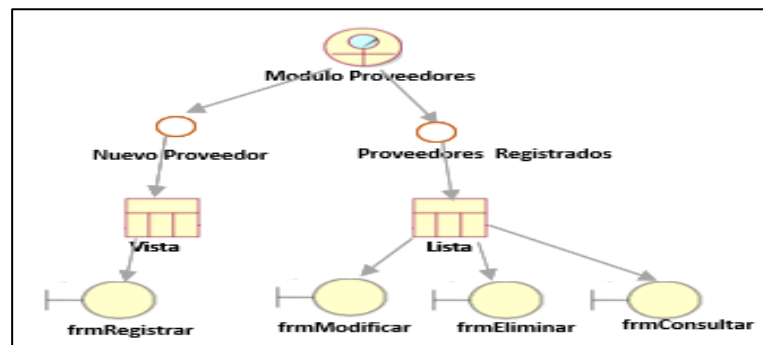 Modulo Proveedores
Nuevo Proveedor
Proveedores Registrados
Vista
Lista
frmRegistrar
frmModificar
frmEliminar
frmConsultar